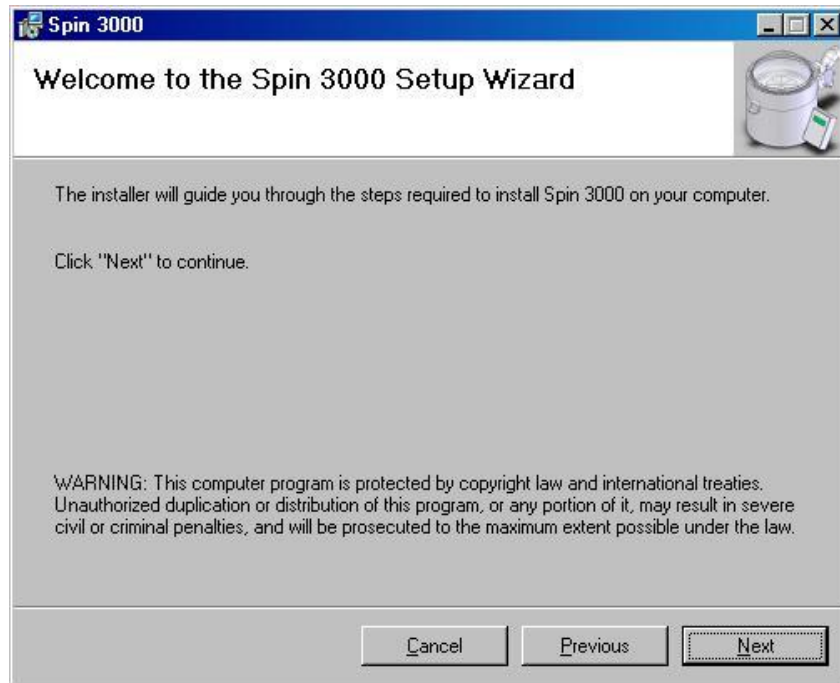 Spin 3000
Welcome to the Spin 3000 Setup Wizard
The installer will guide you through the steps required to install Spin 3000 on your computer.
Click "Next" to continue.
WARNING: This computer program is protected by copyright law and international treaties.
Unauthorized duplication or distribution of this program, or any portion of it, may result in severe
civil or criminal penalties, and will be prosecuted to the maximum extent possible under the law.
Cancel Previous Next